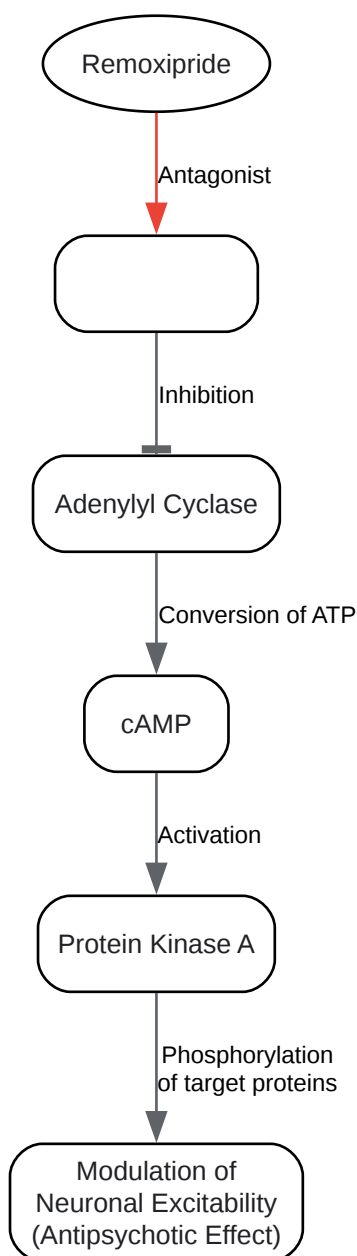 Remoxipride
Antagonist
Inhibition
Adenylyl Cyclase
Conversion of ATP
cAMP
Activation
Protein Kinase A
Phosphorylation
of target proteins
Modulation of
Neuronal Excitability
(Antipsychotic Effect)